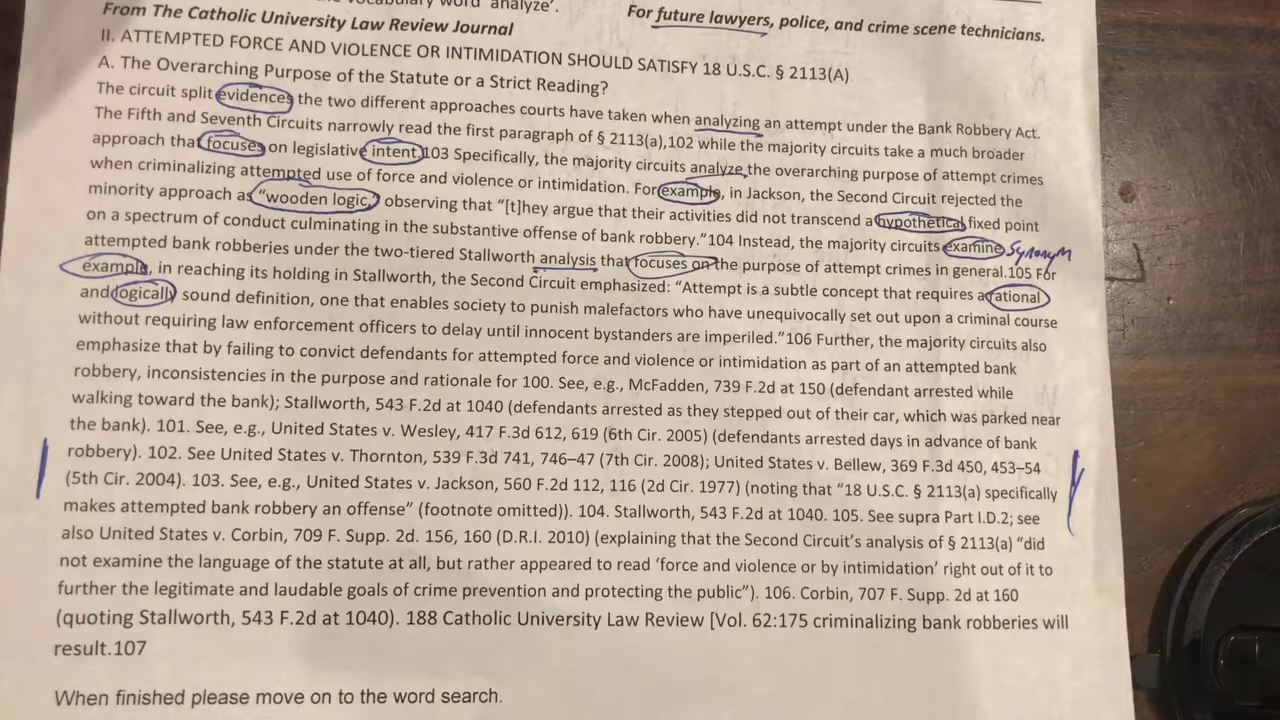 vocabulary word 'analyze'.
From The Catholic University Law Review Journal
For future lawyers, police, and crime scene technicians.
II. ATTEMPTED FORCE AND VIOLENCE OR INTIMIDATION SHOULD SATISFY 18 U.S.C. § 2113(A)
A. The Overarching Purpose of the Statute or a Strict Reading?
The circuit split evidences the two different approaches courts have taken when analyzing an attempt under the Bank Robbery Act.
The Fifth and Seventh Circuits narrowly read the first paragraph of § 2113(a),102 while the majority circuits take a much broader
approach that focuses on legislative intent.103 Specifically, the majority circuits analyze the overarching purpose of attempt crimes
when criminalizing attempted use of force and violence or intimidation. For example, in Jackson, the Second Circuit rejected the
minority approach as "wooden logic," observing that "[t]hey argue that their activities did not transcend a hypothetical fixed point
on a spectrum of conduct culminating in the substantive offense of bank robbery."104 Instead, the majority circuits examine Synonym
attempted bank robberies under the two-tiered Stallworth analysis that focuses on the purpose of attempt crimes in general.105 For
example, in reaching its holding in Stallworth, the Second Circuit emphasized: "Attempt is a subtle concept that requires a rational
and logically sound definition, one that enables society to punish malefactors who have unequivocally set out upon a criminal course
without requiring law enforcement officers to delay until innocent bystanders are imperiled."106 Further, the majority circuits also
emphasize that by failing to convict defendants for attempted force and violence or intimidation as part of an attempted bank
robbery, inconsistencies in the purpose and rationale for 100. See, e.g., McFadden, 739 F.2d at 150 (defendant arrested while
walking toward the bank); Stallworth, 543 F.2d at 1040 (defendants arrested as they stepped out of their car, which was parked near
the bank). 101. See, e.g., United States v. Wesley, 417 F.3d 612, 619 (6th Cir. 2005) (defendants arrested days in advance of bank
robbery). 102. See United States v. Thornton, 539 F.3d 741, 746–47 (7th Cir. 2008); United States v. Bellew, 369 F.3d 450, 453–54
(5th Cir. 2004). 103. See, e.g., United States v. Jackson, 560 F.2d 112, 116 (2d Cir. 1977) (noting that "18 U.S.C. § 2113(a) specifically
makes attempted bank robbery an offense" (footnote omitted)). 104. Stallworth, 543 F.2d at 1040. 105. See supra Part I.D.2; see
also United States v. Corbin, 709 F. Supp. 2d. 156, 160 (D.R.I. 2010) (explaining that the Second Circuit's analysis of § 2113(a) "did
not examine the language of the statute at all, but rather appeared to read 'force and violence or by intimidation' right out of it to
further the legitimate and laudable goals of crime prevention and protecting the public"). 106. Corbin, 707 F. Supp. 2d at 160
(quoting Stallworth, 543 F.2d at 1040). 188 Catholic University Law Review [Vol. 62:175 criminalizing bank robberies will
result.107
When finished please move on to the word search.